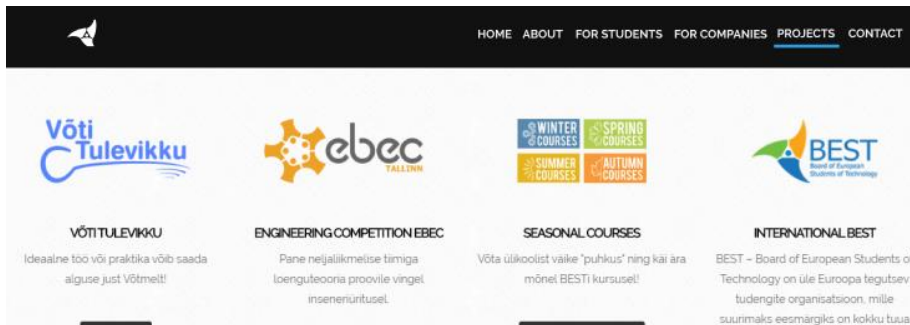 HOME ABOUT FOR STUDENTS FOR COMPANIES PROJECTS CONTACT
Võti
Tulevikku
ebec
TALLINN
WINTER
COURSES
SPRING
COURSES
SUMMER
COURSES
AUTUMN
COURSES
BEST
Board of European
Students of Technology
VÕTI TULEVIKKU
Ideaalne töö või praktika võib saada
alguse just Võtmelt!
ENGINEERING COMPETITION EBEC
Pane neljaliikmelise tiimiga
loenguteooria proovile vingel
inseneriüritusel.
SEASONAL COURSES
Võta ülikoolist väike "puhkus" ning käi ära
mõnel BESTi kursusel!
INTERNATIONAL BEST
BEST – Board of European Students o
Technology on üle Euroopa tegutsev
tudengite organisatsioon, mille
suurimaks eesmärgiks on kokku tuua